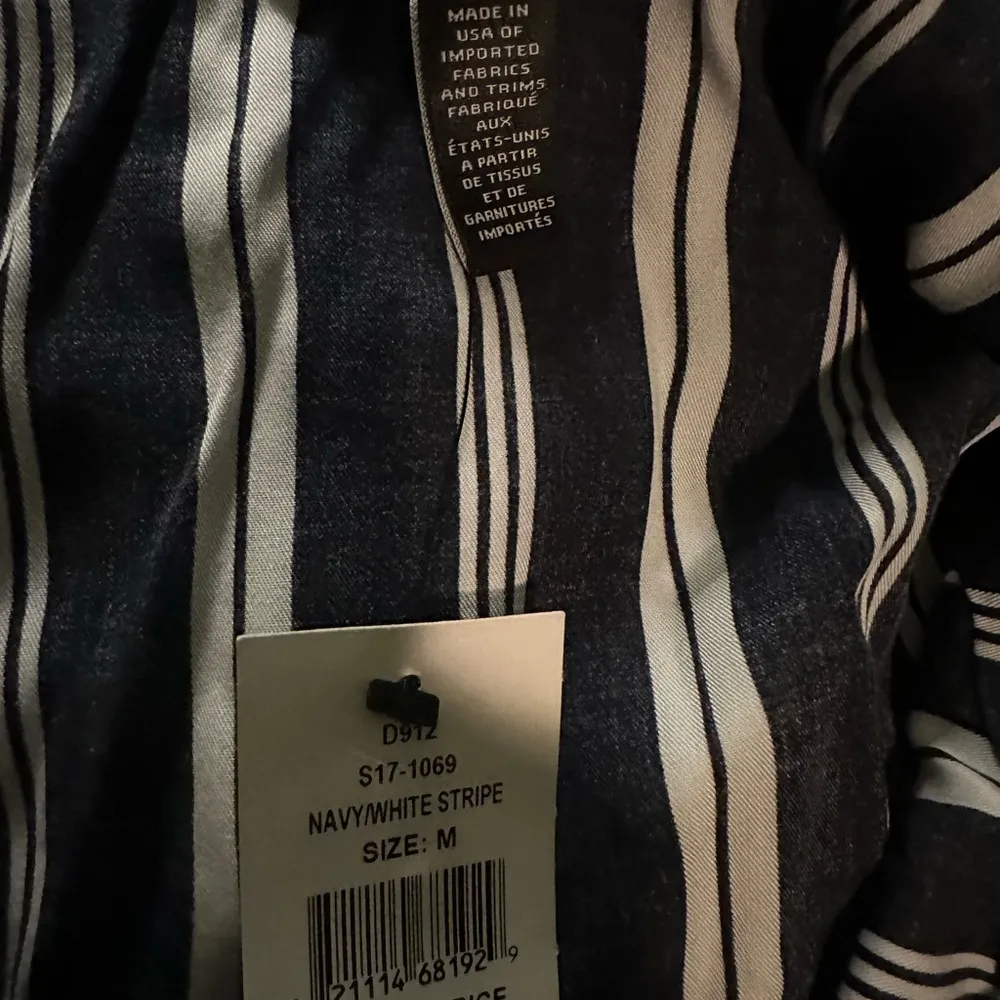 MADE IN
USA OF
IMPORTED
FABRICS
AND TRIMS
FABRIQUÉ
AUX
ÉTATS-UNIS
A PARTIR
DE TISSUS
ET DE
GARNITURES
IMPORTÉS
D912
S17-1069
NAVY/WHITE STRIPE
SIZE: M
21114 68192 9